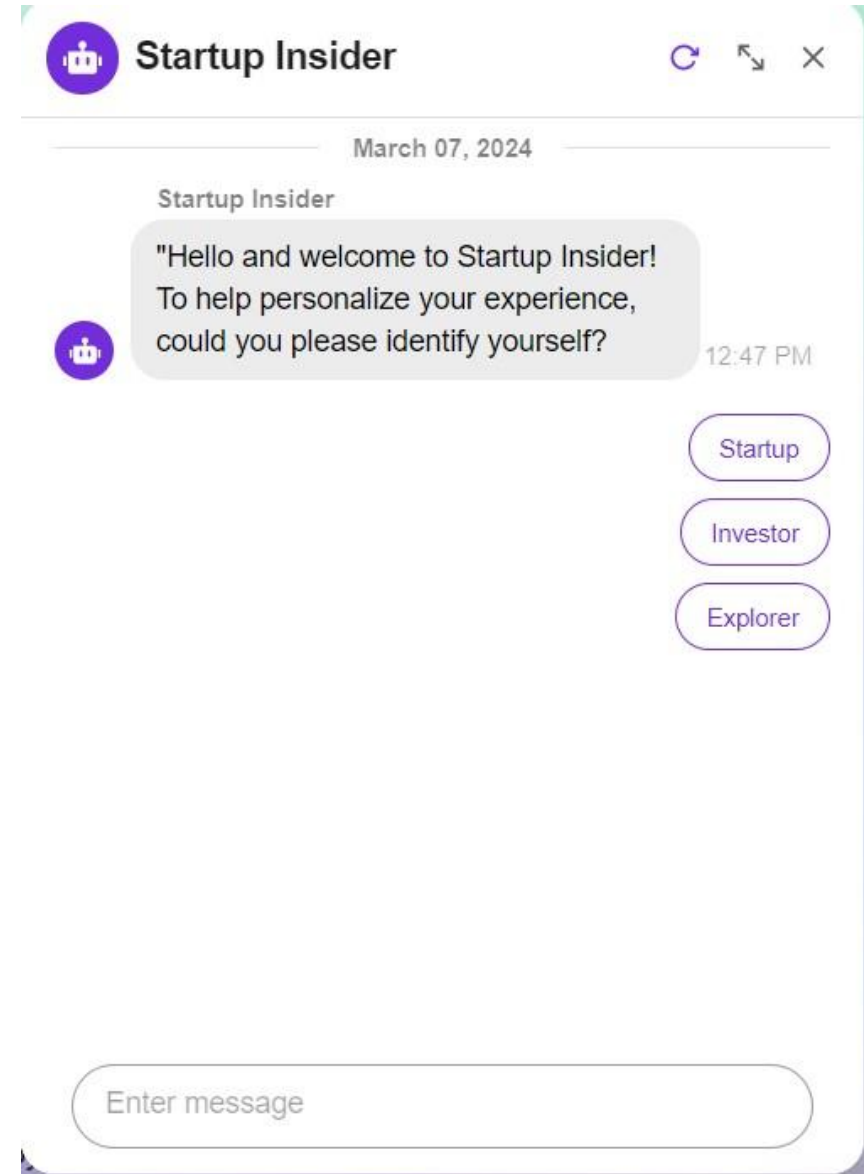 Startup Insider
March 07, 2024
Startup Insider
"Hello and welcome to Startup Insider!
To help personalize your experience,
could you please identify yourself?
12:47 PM
Startup
Investor
Explorer
Enter message